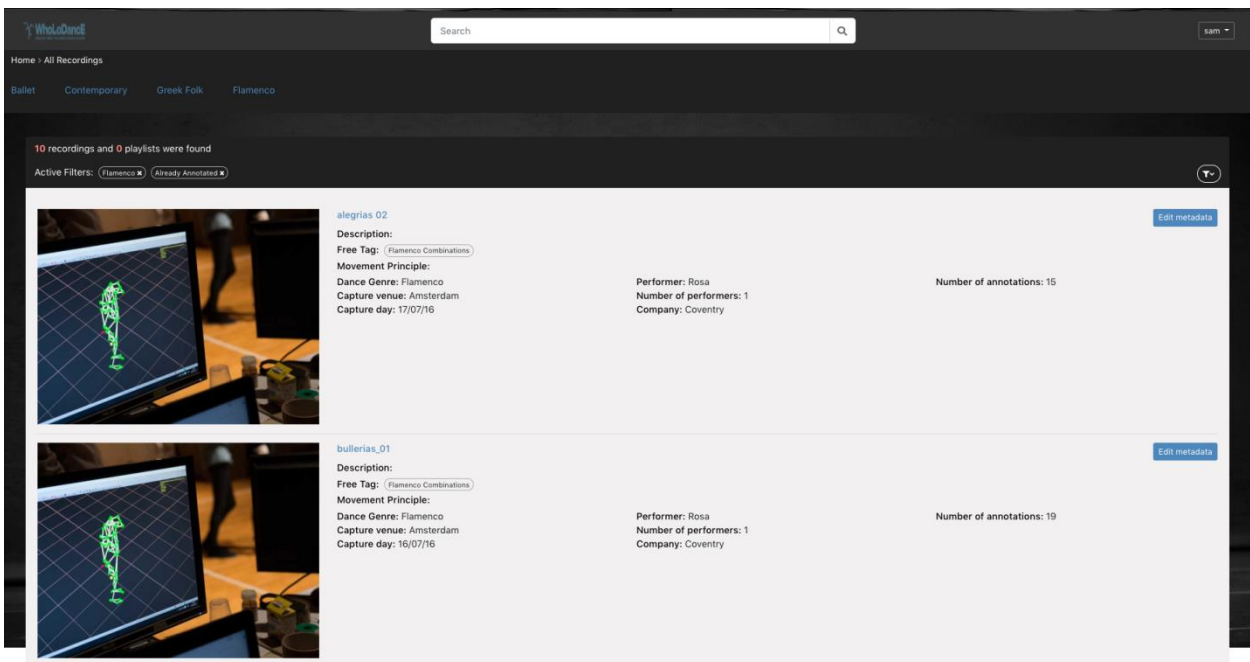 WhoLoDancE
Search
sam
Home › All Recordings
Ballet Contemporary Greek Folk Flamenco
10 recordings and 0 playlists were found
Active Filters: Flamenco x Already Annotated x
alegrias 02
Edit metadata
Description:
Free Tag: Flamenco Combinations
Movement Principle:
Dance Genre: Flamenco Performer: Rosa Number of annotations: 15
Capture venue: Amsterdam Number of performers: 1
Capture day: 17/07/16 Company: Coventry
bullerias_01
Edit metadata
Description:
Free Tag: Flamenco Combinations
Movement Principle:
Dance Genre: Flamenco Performer: Rosa Number of annotations: 19
Capture venue: Amsterdam Number of performers: 1
Capture day: 16/07/16 Company: Coventry